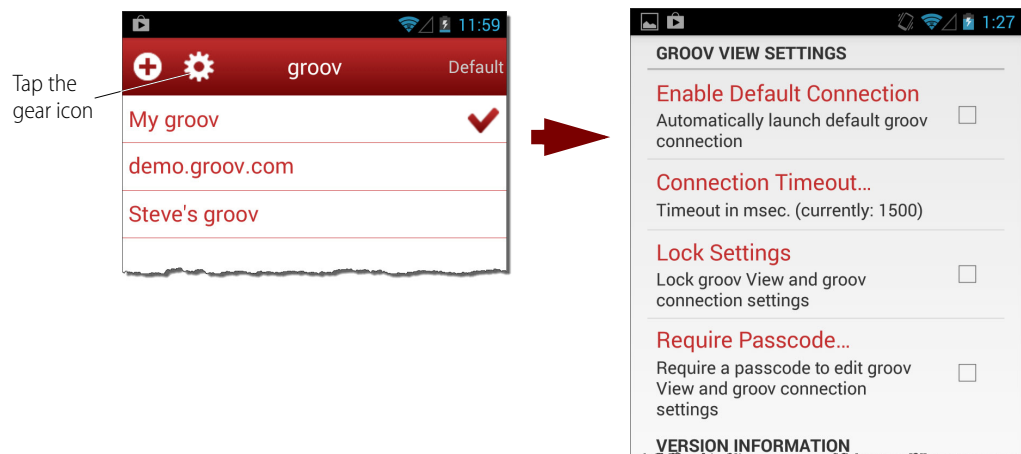 Tap the
gear icon
11:59
groov
Default
My groov
demo.groov.com
Steve's groov
1:27
GROOV VIEW SETTINGS
Enable Default Connection
Automatically launch default groov
connection
Connection Timeout...
Timeout in msec. (currently: 1500)
Lock Settings
Lock groov View and groov
connection settings
Require Passcode...
Require a passcode to edit groov
View and groov connection
settings
VERSION INFORMATION